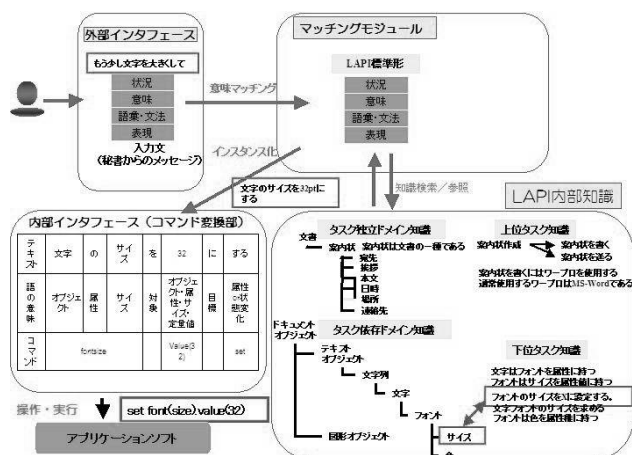 外部インタフェース
もう少し文字を大きくして
状況
意味
語彙・文法
表現
入力文
(秘書からのメッセージ)
意味マッチング
インスタンス化
マッチングモジュール
LAPI標準形
状況
意味
語彙・文法
表現
文字のサイズを32ptに
する
知識検索／参照
LAPI内部知識
内部インタフェース（コマンド変換部）
テキスト 文字 の サイズ を 32 に する
語の意味 オブジェクト 属性 サイズ 対象 オブジェクト・属性・サイズ・定量値 目標 属性の状態変化
コマンド fontsize Value(32) set
操作・実行
set font(size).value(32)
アプリケーションソフト
タスク独立ドメイン知識
文書
案内状 案内状は文書の一種である
宛先
挨拶
本文
日時
場所
連絡先
上位タスク知識
案内状作成
案内状を書く
案内状を送る
案内状を書くにはワープロを使用する
通常使用するワープロはMS-Wordである
タスク依存ドメイン知識
ドキュメント
オブジェクト
テキスト
オブジェクト
文字列
文字
フォント
サイズ
図形オブジェクト
下位タスク知識
文字はフォントを属性に持つ
フォントはサイズを属性値に持つ
フォントのサイズをxに設定する。
文字フォントのサイズを求める
フォントは色を属性種に持つ